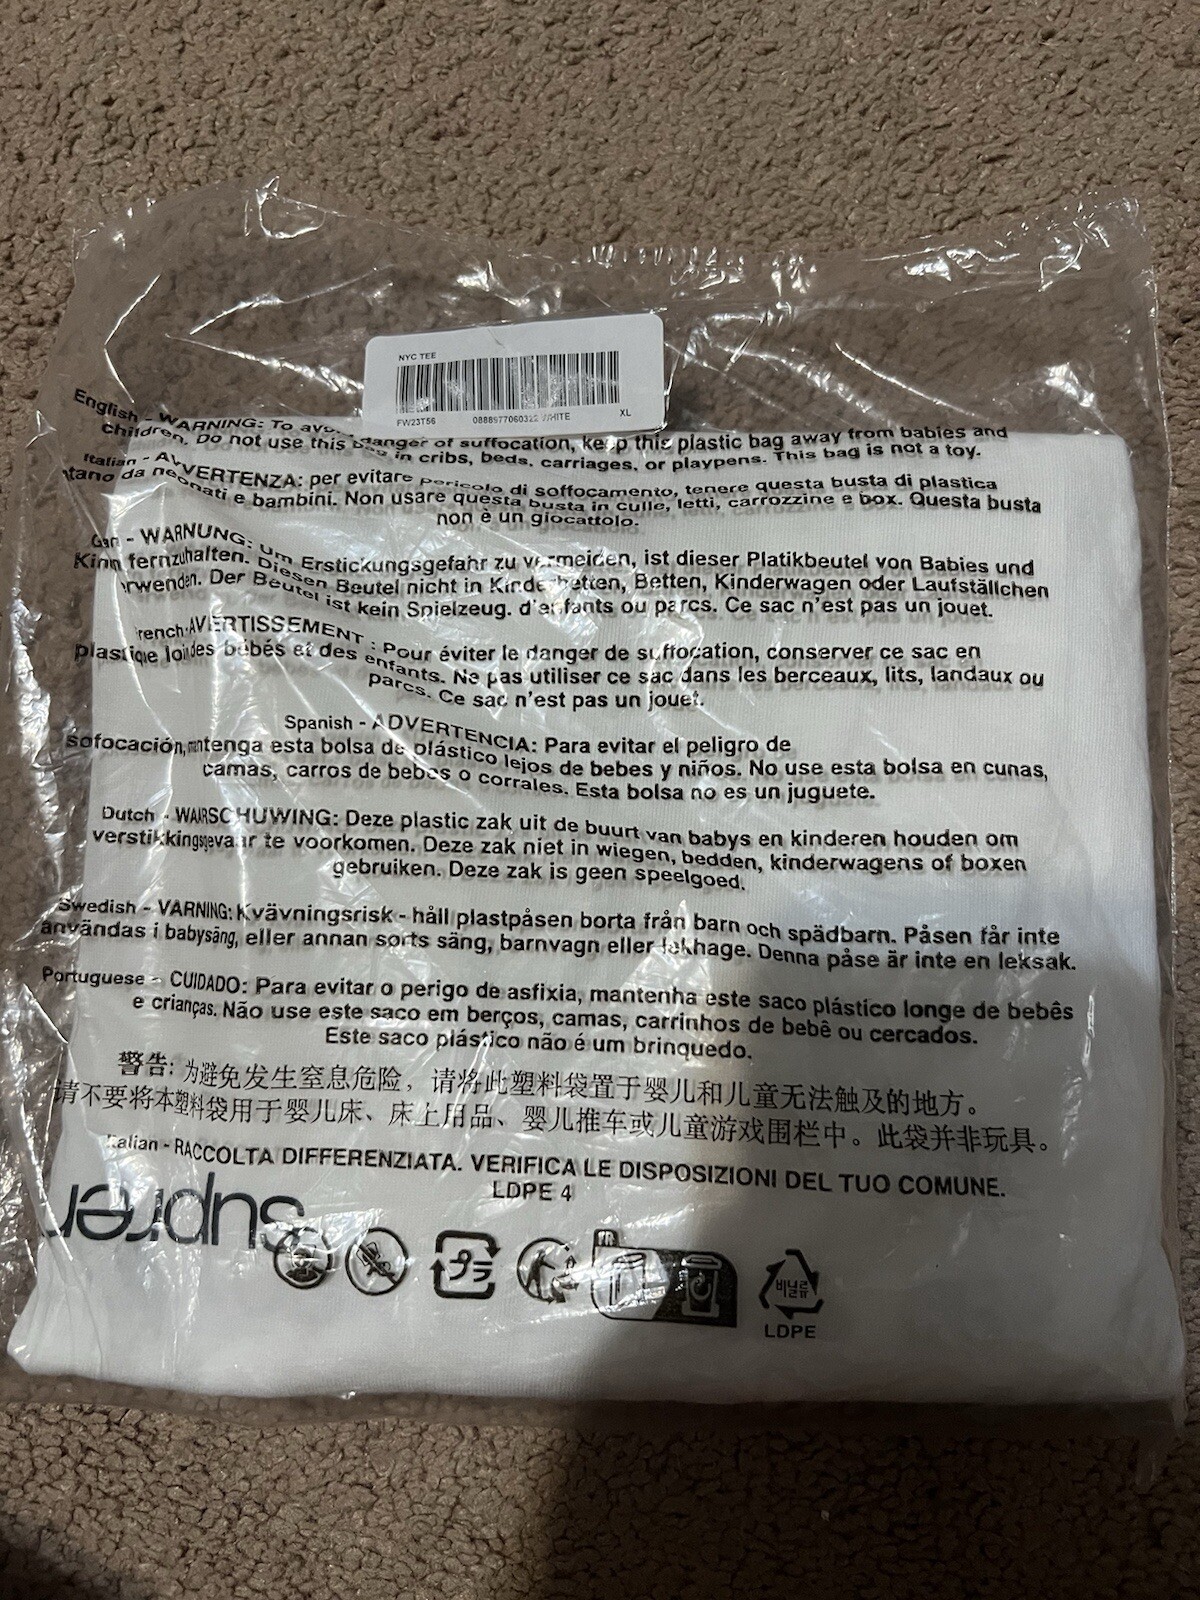 NYC TEE
FW23T56 0888977060322 WHITE XL
English - WARNING: To avo danger of suffocation, keep this plastic bag away from babies and
children. Do not use this in cribs, beds, carriages, or playpens. This bag is not a toy.
Italian - AVVERTENZA: per evitare pericolo di soffocamento, tenere questa busta di plastica
tano da neonati e bambini. Non usare questa busta in culle, letti, carrozzine e box. Questa busta
non è un giocattolo.
- WARNUNG: Um Erstickungsgefahr zu vermeiden, ist dieser Platikbeutel von Babies und
fernzuhalten. Diesen Beutel nicht in Kinderbetten, Betten, Kinderwagen oder Laufställchen
rwenden. Der Beutel ist kein Spielzeug. d'enfants ou parcs. Ce sac n'est pas un jouet.
rench-AVERTISSEMENT : Pour éviter le danger de suffocation, conserver ce sac en
plastique loin des bébés et des enfants. Ne pas utiliser ce sac dans les berceaux, lits, landaux ou
parcs. Ce sac n'est pas un jouet.
Spanish - ADVERTENCIA: Para evitar el peligro de
sofocación, mantenga esta bolsa de plástico lejos de bebes y niños. No use esta bolsa en cunas,
camas, carros de bebes o corrales. Esta bolsa no es un juguete.
Dutch - WAARSCHUWING: Deze plastic zak uit de buurt van babys en kinderen houden om
verstikkingsgevaar te voorkomen. Deze zak niet in wiegen, bedden, kinderwagens of boxen
gebruiken. Deze zak is geen speelgoed.
Swedish - VARNING: Kvävningsrisk - håll plastpåsen borta från barn och spädbarn. Påsen får inte
användas i babysäng, eller annan sorts säng, barnvagn eller lekhage. Denna påse är inte en leksak.
Portuguese - CUIDADO: Para evitar o perigo de asfixia, mantenha este saco plástico longe de bebês
e crianças. Não use este saco em berços, camas, carrinhos de bebê ou cercados.
Este saco plástico não é um brinquedo.
警告: 为避免发生窒息危险，请将此塑料袋置于婴儿和儿童无法触及的地方。
请不要将本塑料袋用于婴儿床、床上用品、婴儿推车或儿童游戏围栏中。此袋并非玩具。
Italian - RACCOLTA DIFFERENZIATA. VERIFICA LE DISPOSIZIONI DEL TUO COMUNE.
LDPE 4
プラ
FR
비닐류
LDPE